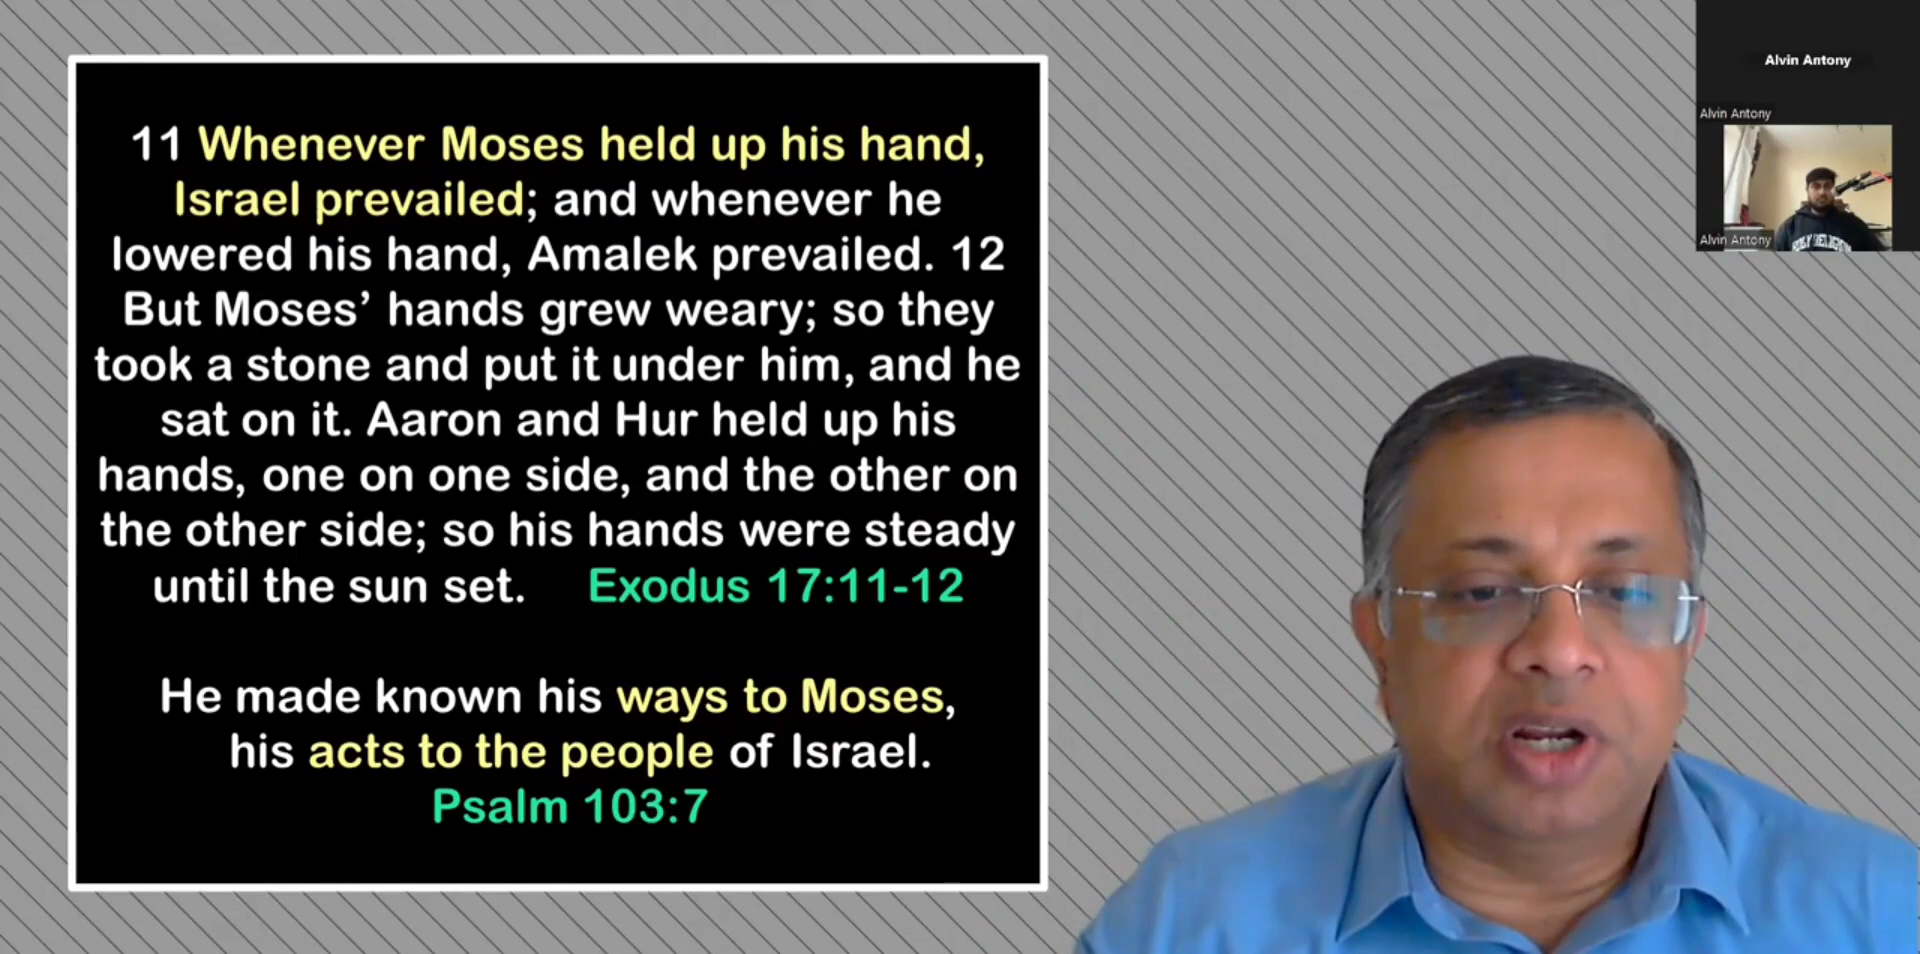 11 Whenever Moses held up his hand,
Israel prevailed; and whenever he
lowered his hand, Amalek prevailed. 12
But Moses’ hands grew weary; so they
took a stone and put it under him, and he
sat on it. Aaron and Hur held up his
hands, one on one side, and the other on
the other side; so his hands were steady
until the sun set. Exodus 17:11-12
He made known his ways to Moses,
his acts to the people of Israel.
Psalm 103:7
Alvin Antony
Alvin Antony
Alvin Antony